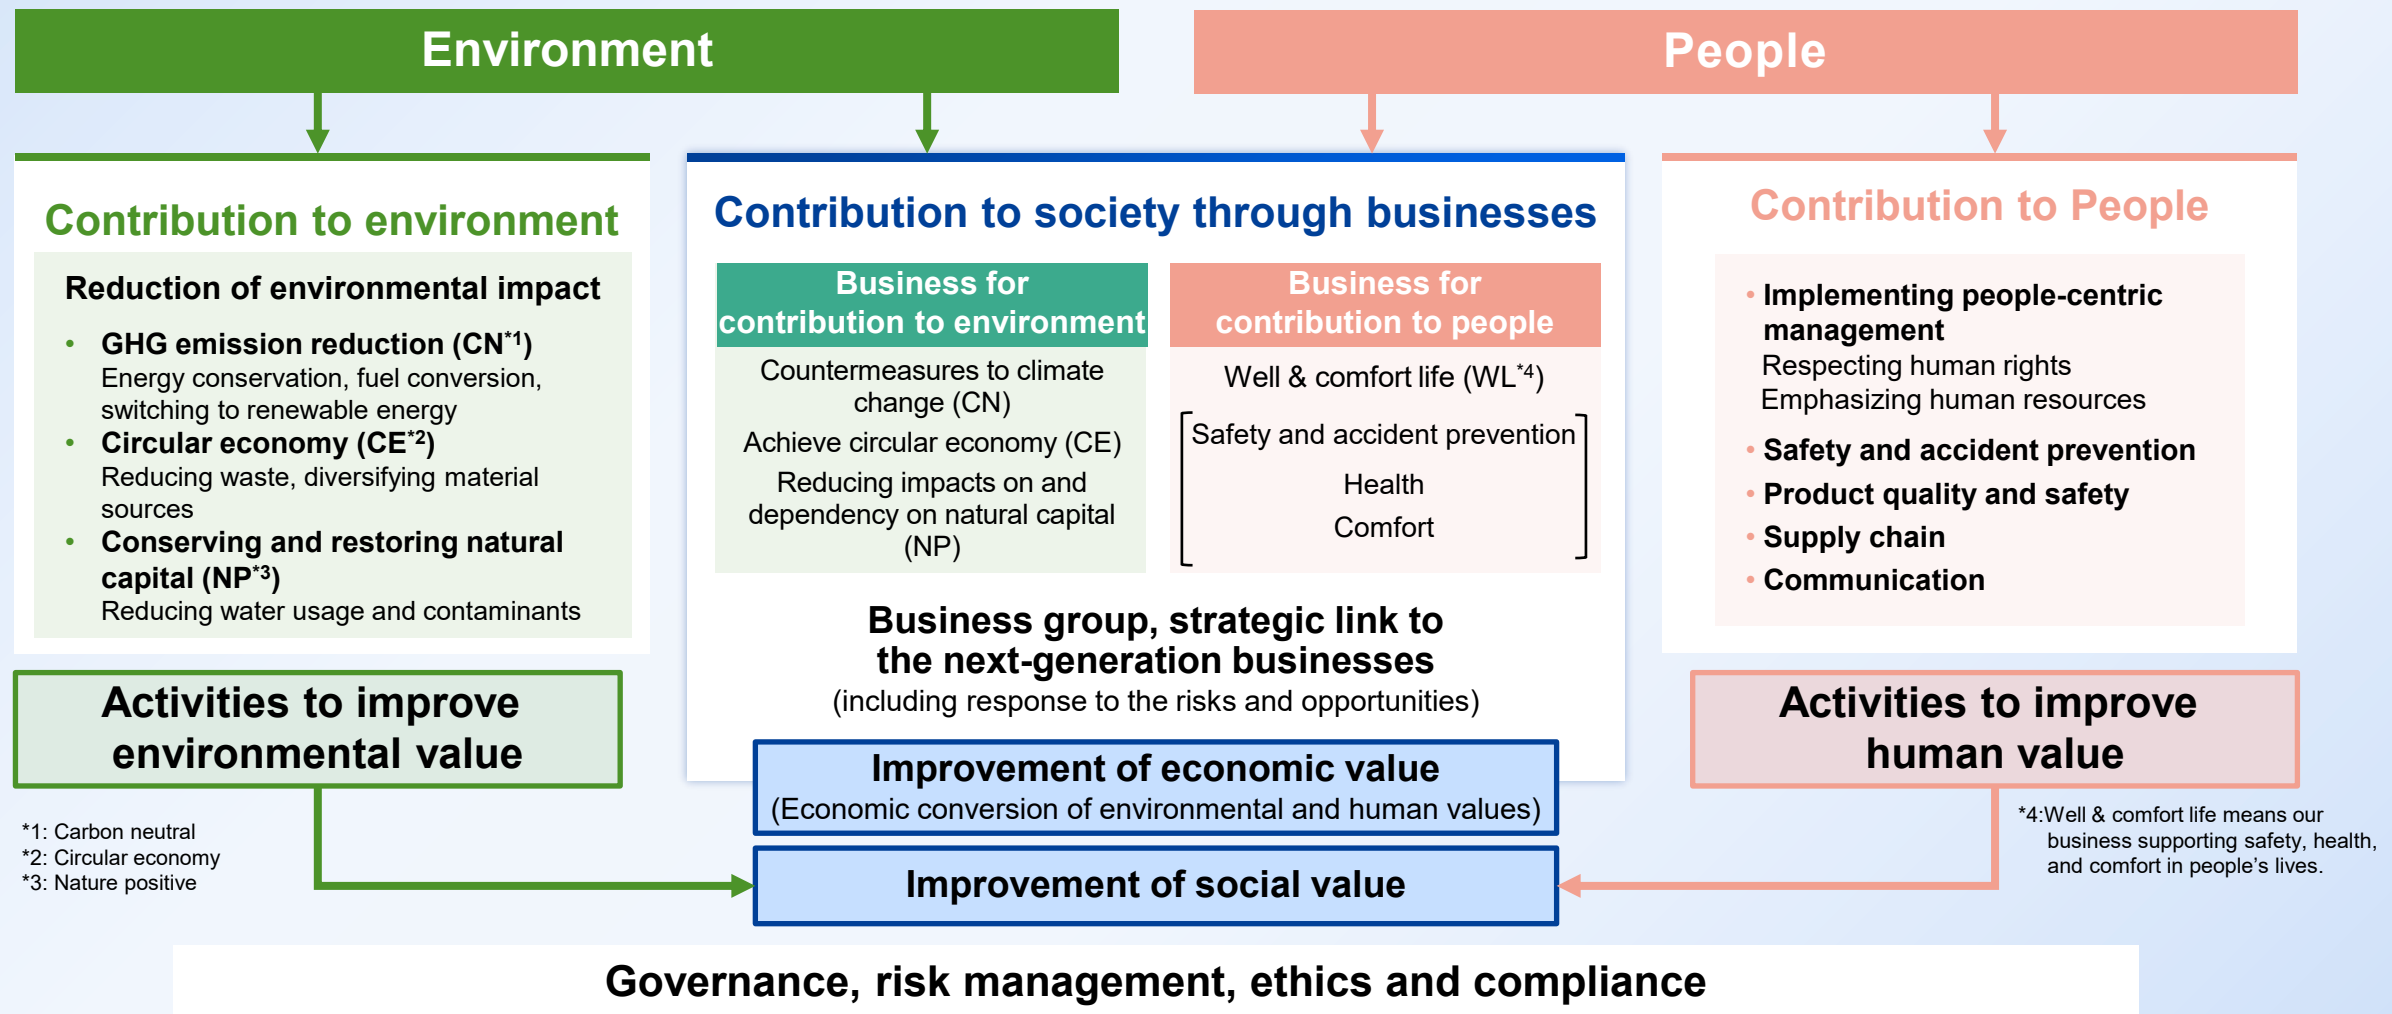 Environment
People
Contribution to environment
Reduction of environmental impact
• GHG emission reduction (CN*1)
Energy conservation, fuel conversion,
switching to renewable energy
• Circular economy (CE*2)
Reducing waste, diversifying material
sources
• Conserving and restoring natural
capital (NP*3)
Reducing water usage and contaminants
Activities to improve
environmental value
*1: Carbon neutral
*2: Circular economy
*3: Nature positive
Contribution to society through businesses
Business for
contribution to environment
Countermeasures to climate
change (CN)
Achieve circular economy (CE)
Reducing impacts on and
dependency on natural capital
(NP)
Business for
contribution to people
Well & comfort life (WL*4)
Safety and accident prevention
Health
Comfort
Business group, strategic link to
the next-generation businesses
(including response to the risks and opportunities)
Improvement of economic value
(Economic conversion of environmental and human values)
Improvement of social value
Contribution to People
• Implementing people-centric
management
Respecting human rights
Emphasizing human resources
• Safety and accident prevention
• Product quality and safety
• Supply chain
• Communication
Activities to improve
human value
*4:Well & comfort life means our
business supporting safety, health,
and comfort in people’s lives.
Governance, risk management, ethics and compliance